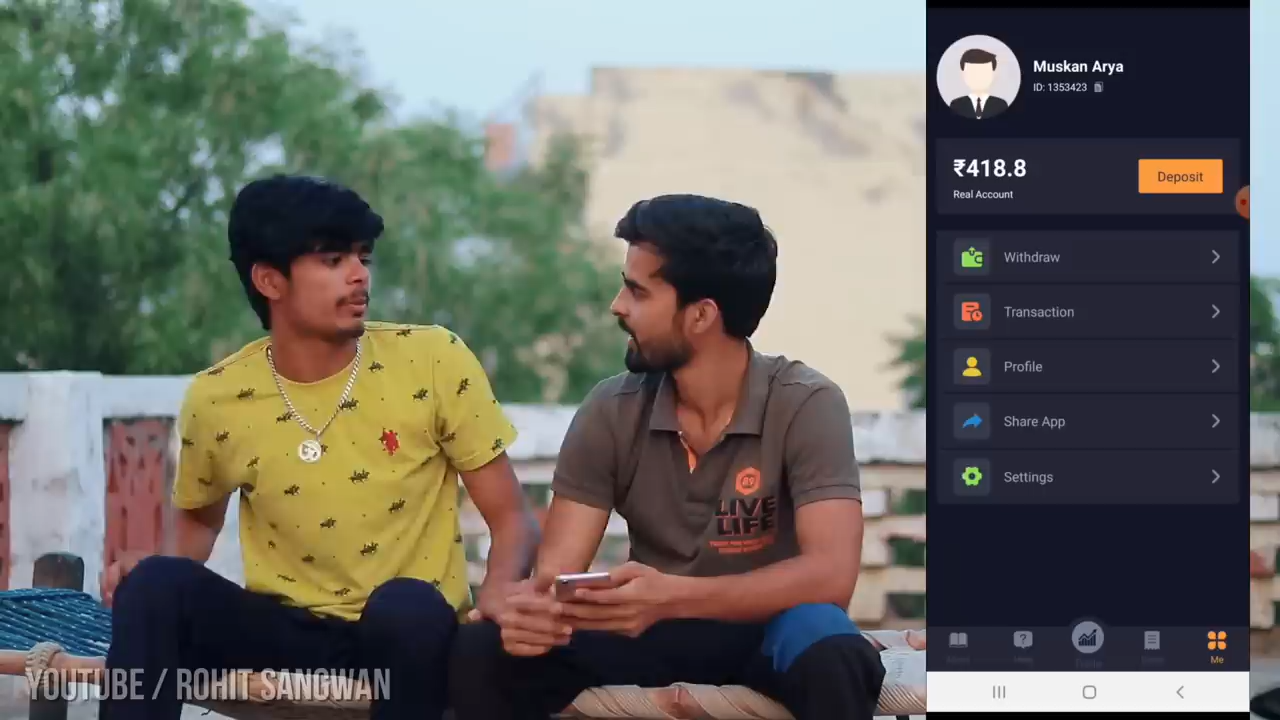 Muskan Arya
ID: 1353423
₹418.8
Real Account
Deposit
Withdraw
Transaction
Profile
Share App
Settings
Me
89
LIVE
LIFE
YOUTUBE / ROHIT SANGWAN